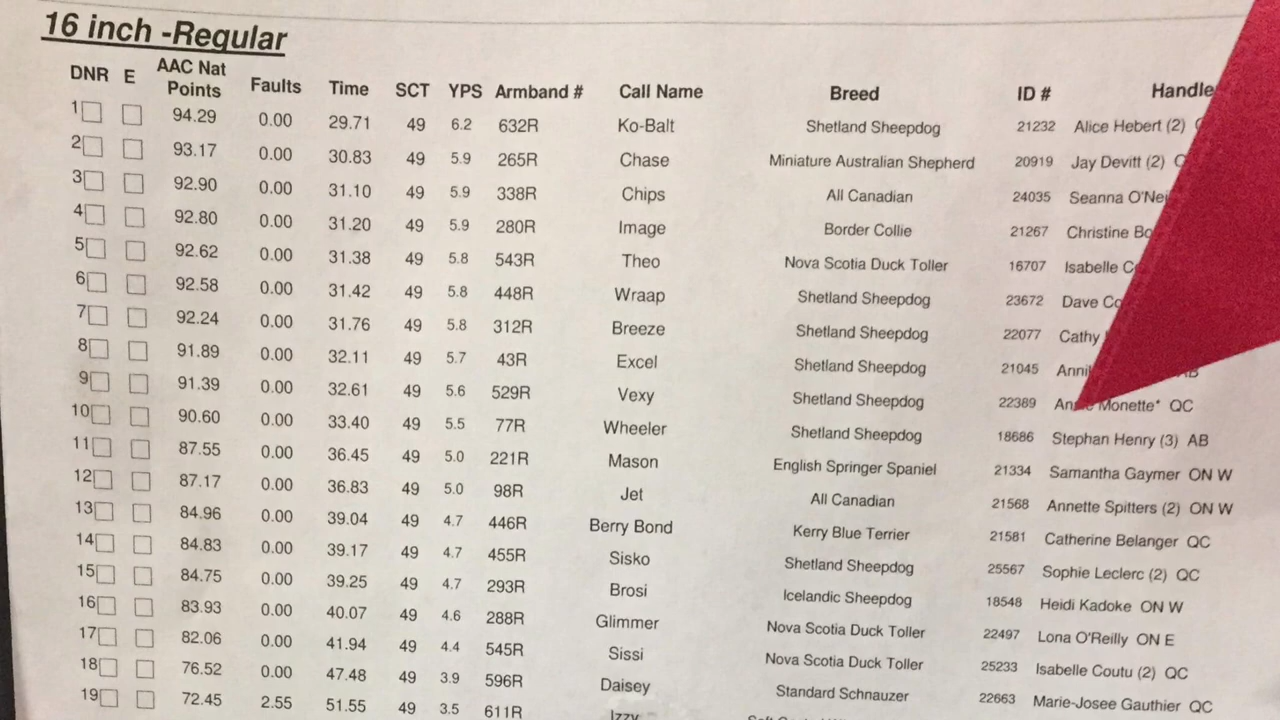 16 inch -Regular
DNR E AAC Nat Points Faults Time SCT YPS Armband # Call Name Breed ID #
1 94.29 0.00 29.71 49 6.2 632R Ko-Balt Shetland Sheepdog 21232 Alice Hebert (2)
2 93.17 0.00 30.83 49 5.9 265R Chase Miniature Australian Shepherd 20919 Jay Devitt (2)
3 92.90 0.00 31.10 49 5.9 338R Chips All Canadian 24035 Seanna
4 92.80 0.00 31.20 49 5.9 280R Image Border Collie 21267 Christine
5 92.62 0.00 31.38 49 5.8 543R Theo Nova Scotia Duck Toller 16707 Isabelle
6 92.58 0.00 31.42 49 5.8 448R Wraap Shetland Sheepdog 23672 Dave
7 92.24 0.00 31.76 49 5.8 312R Breeze Shetland Sheepdog 22077 Cathy
8 91.89 0.00 32.11 49 5.7 43R Excel Shetland Sheepdog 21045 AB
9 91.39 0.00 32.61 49 5.6 529R Vexy Shetland Sheepdog 22389 Monette* QC
10 90.60 0.00 33.40 49 5.5 77R Wheeler Shetland Sheepdog 18686 Stephan Henry (3) AB
11 87.55 0.00 36.45 49 5.0 221R Mason English Springer Spaniel 21334 Samantha Gaymer ON W
12 87.17 0.00 36.83 49 5.0 98R Jet All Canadian 21568 Annette Spitters (2) ON W
13 84.96 0.00 39.04 49 4.7 446R Berry Bond Kerry Blue Terrier 21581 Catherine Belanger QC
14 84.83 0.00 39.17 49 4.7 455R Sisko Shetland Sheepdog 25567 Sophie Leclerc (2) QC
15 84.75 0.00 39.25 49 4.7 293R Brosi Icelandic Sheepdog 18548 Heidi Kadoke ON W
16 83.93 0.00 40.07 49 4.6 288R Glimmer Nova Scotia Duck Toller 22497 Lona O'Reilly ON E
17 82.06 0.00 41.94 49 4.4 545R Sissi Nova Scotia Duck Toller 25233 Isabelle Coutu (2) QC
18 76.52 0.00 47.48 49 3.9 596R Daisey Standard Schnauzer 22663 Marie-Josee Gauthier QC
19 72.45 2.55 51.55 49 3.5 611R Izzy